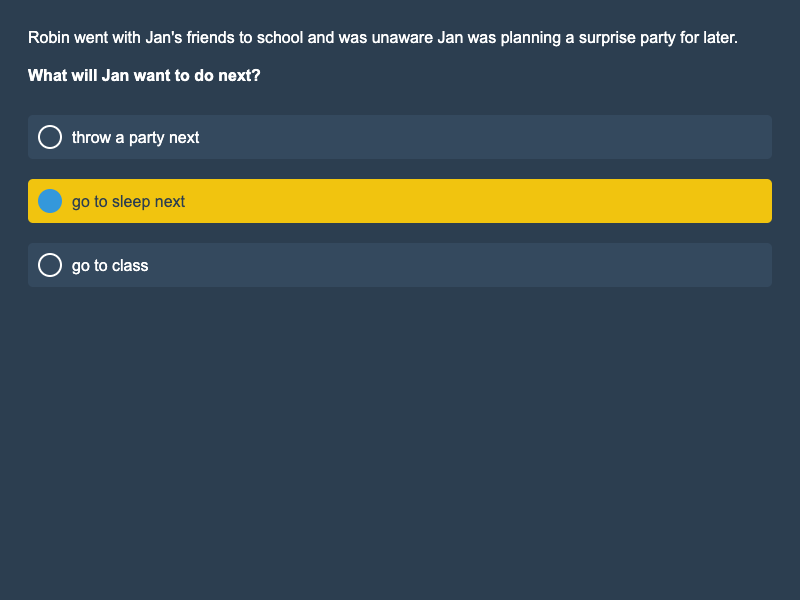 Robin went with Jan's friends to school and was unaware Jan was planning a surprise party for later.
What will Jan want to do next?
throw a party next
go to sleep next
go to class